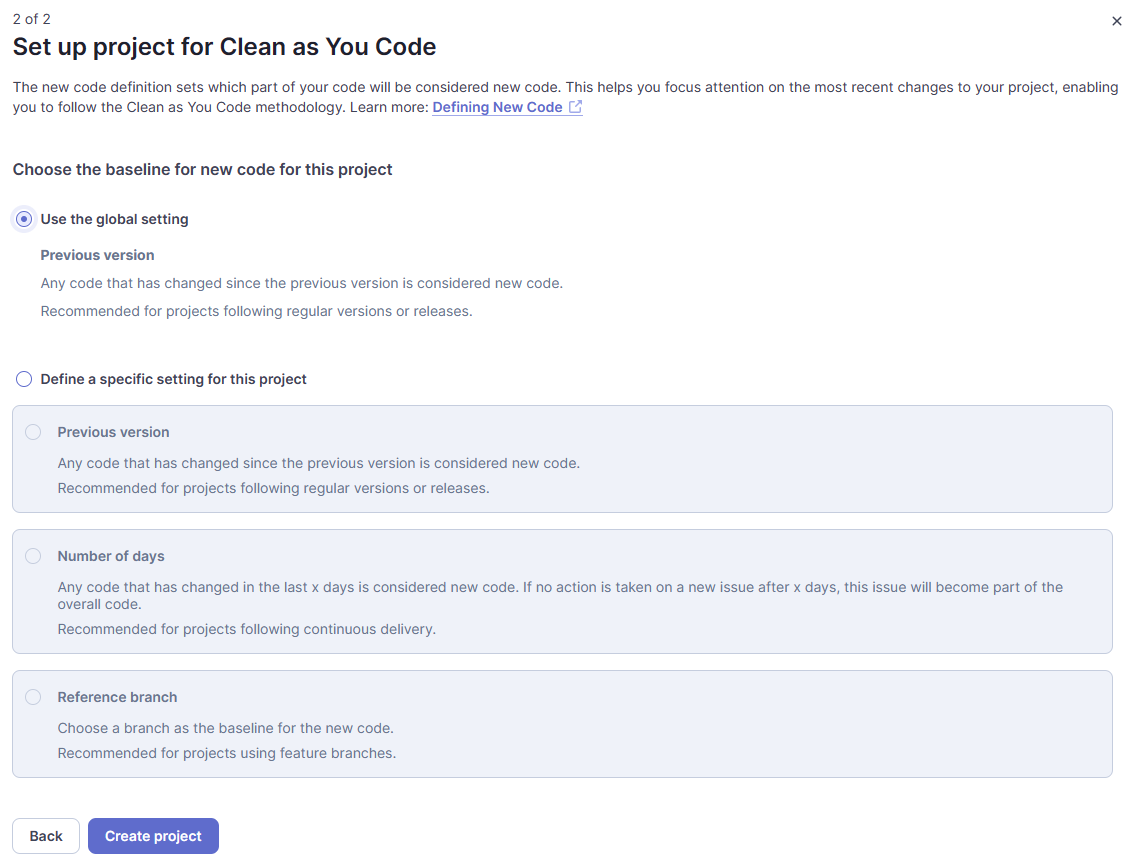 2 of 2
Set up project for Clean as You Code
The new code definition sets which part of your code will be considered new code. This helps you focus attention on the most recent changes to your project, enabling
you to follow the Clean as You Code methodology. Learn more: Defining New Code
Choose the baseline for new code for this project
Use the global setting
Previous version
Any code that has changed since the previous version is considered new code.
Recommended for projects following regular versions or releases.
Define a specific setting for this project
Previous version
Any code that has changed since the previous version is considered new code.
Recommended for projects following regular versions or releases.
Number of days
Any code that has changed in the last x days is considered new code. If no action is taken on a new issue after x days, this issue will become part of the
overall code.
Recommended for projects following continuous delivery.
Reference branch
Choose a branch as the baseline for the new code.
Recommended for projects using feature branches.
Back
Create project